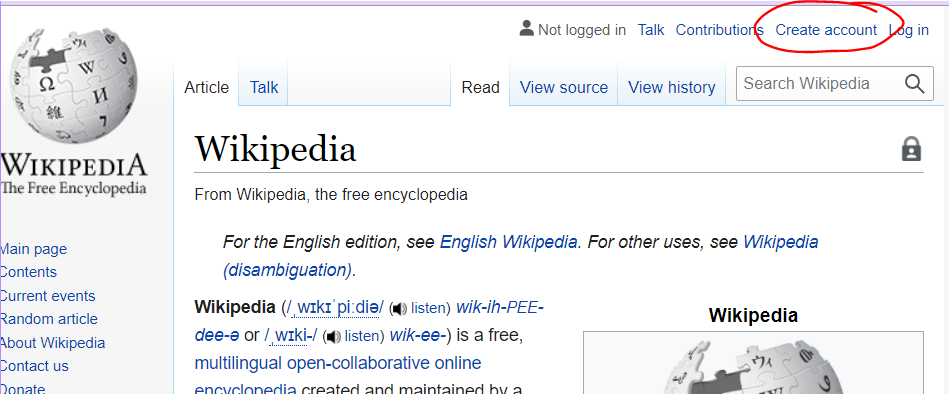 Not logged in Talk Contributions Create account Log in
Article Talk Read View source View history Search Wikipedia
WIKIPEDIA
The Free Encyclopedia
Wikipedia
From Wikipedia, the free encyclopedia
For the English edition, see English Wikipedia. For other uses, see Wikipedia
(disambiguation).
Main page
Contents
Current events
Random article
About Wikipedia
Contact us
Donate
Wikipedia (/ˌwɪkɪˈpiːdiə/ (listen) wik-ih-PEE-
dee-ə or /ˌwɪki-/ (listen) wik-ee-) is a free,
multilingual open-collaborative online
encyclopedia created and maintained by a
Wikipedia
Ω
W
И
維